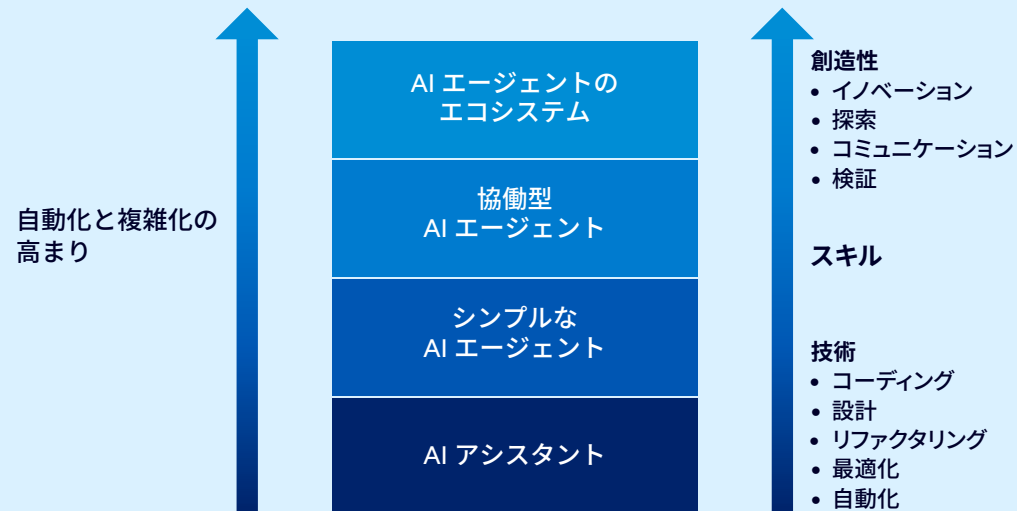 自動化と複雑化の
高まり
AI エージェントの
エコシステム
協働型
AI エージェント
シンプルな
AI エージェント
AI アシスタント
創造性
• イノベーション
• 探索
• コミュニケーション
• 検証
スキル
技術
• コーディング
• 設計
• リファクタリング
• 最適化
• 自動化